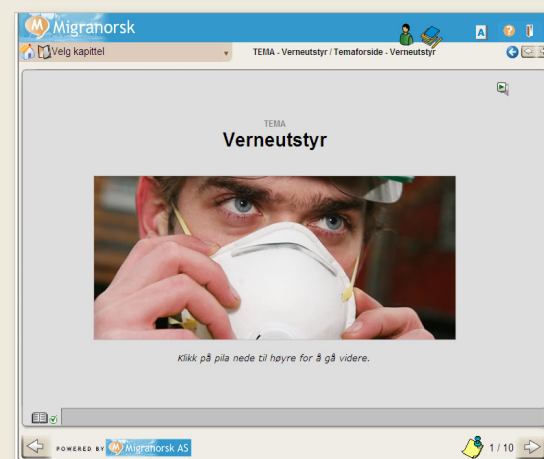 Migranorsk
A
?
Velg kapittel
TEMA - Verneutstyr / Temaforside - Verneutstyr
TEMA
Verneutstyr
Klikk på pila nede til høyre for å gå videre.
POWERED BY Migranorsk AS
1 / 10